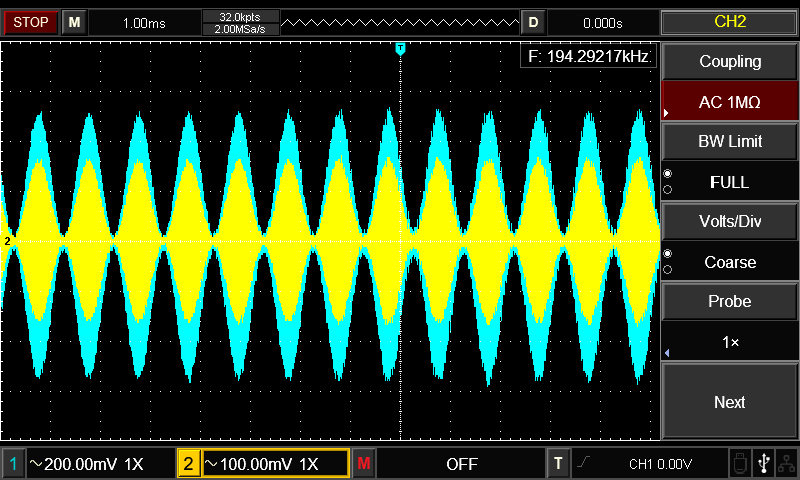 STOP M 1.00ms 32.0kpts D 0.000s CH2
2.00MSa/s
T
F: 194.29217kHz
Coupling
AC 1MΩ
BW Limit
FULL
Volts/Div
2
Coarse
Probe
1×
Next
1 ~200.00mV 1X 2 ~100.00mV 1X M OFF T CH1 0.00V